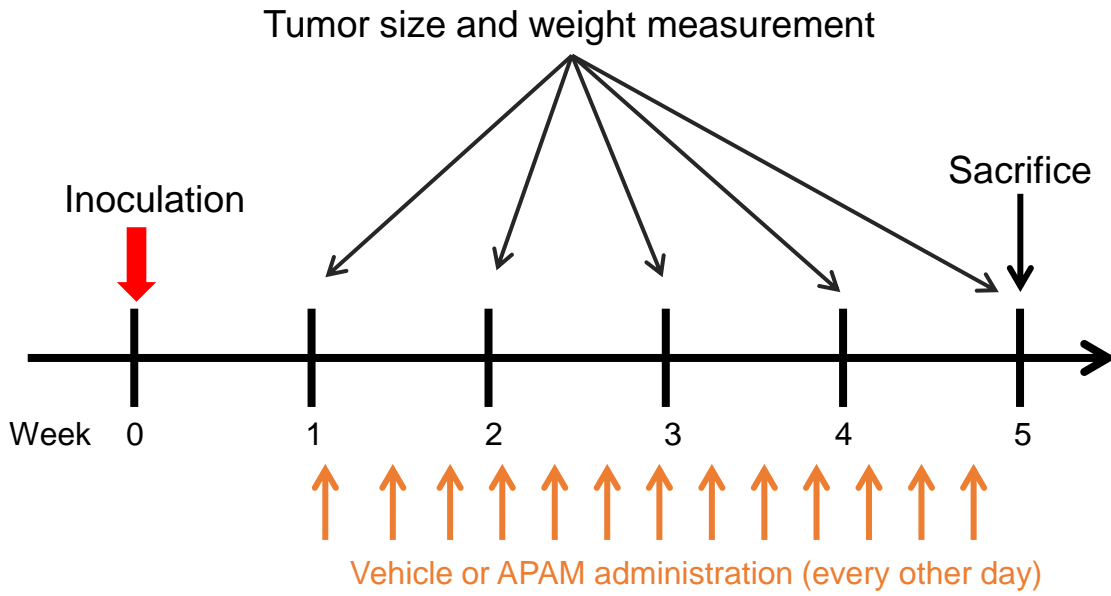 Tumor size and weight measurement
Sacrifice
Inoculation
Week 0 1 2 3 4 5
Vehicle or APAM administration (every other day)